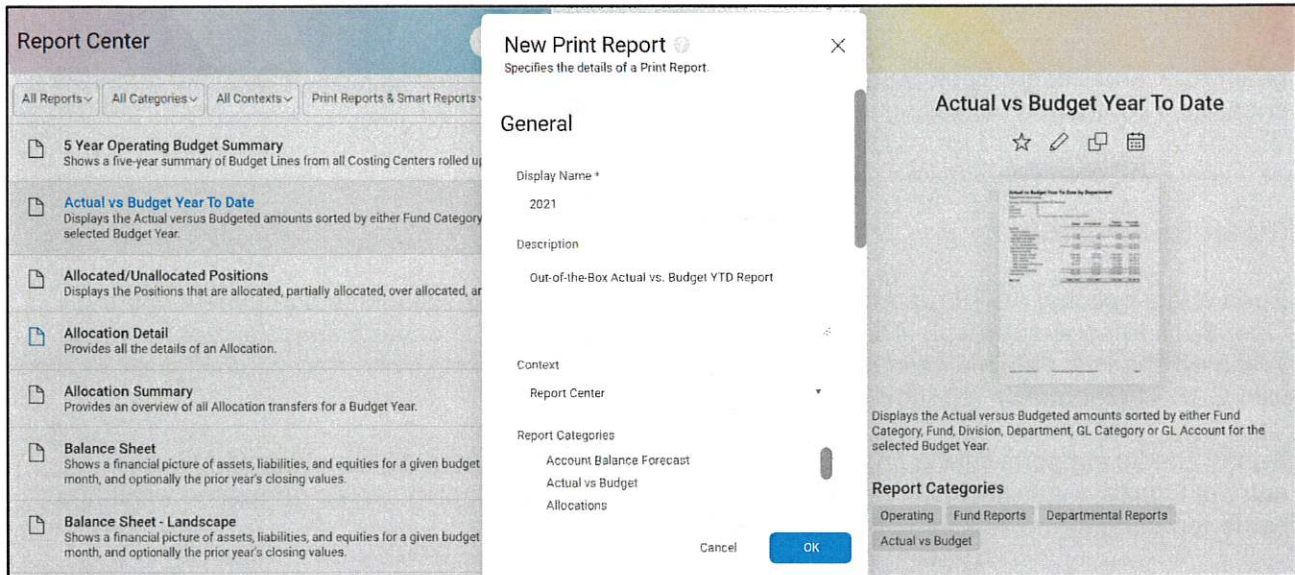 Report Center
All Reports
All Categories
All Contexts
Print Reports & Smart Reports
5 Year Operating Budget Summary
Shows a five-year summary of Budget Lines from all Costing Centers rolled up
Actual vs Budget Year To Date
Displays the Actual versus Budgeted amounts sorted by either Fund Category
selected Budget Year.
Allocated/Unallocated Positions
Displays the Positions that are allocated, partially allocated, over allocated,
Allocation Detail
Provides all the details of an Allocation.
Allocation Summary
Provides an overview of all Allocation transfers for a Budget Year.
Balance Sheet
Shows a financial picture of assets, liabilities, and equities for a given budget
month, and optionally the prior year's closing values.
Balance Sheet - Landscape
Shows a financial picture of assets, liabilities, and equities for a given budget
month, and optionally the prior year's closing values.
New Print Report
Specifies the details of a Print Report.
General
Display Name *
2021
Description
Out-of-the-Box Actual vs. Budget YTD Report
Context
Report Center
Report Categories
Account Balance Forecast
Actual vs Budget
Allocations
Cancel
OK
Actual vs Budget Year To Date
Actual vs Budget Year To Date by Department
Displays the Actual versus Budgeted amounts sorted by either Fund
Category, Fund, Division, Department, GL Category or GL Account for the
selected Budget Year.
Report Categories
Operating
Fund Reports
Departmental Reports
Actual vs Budget